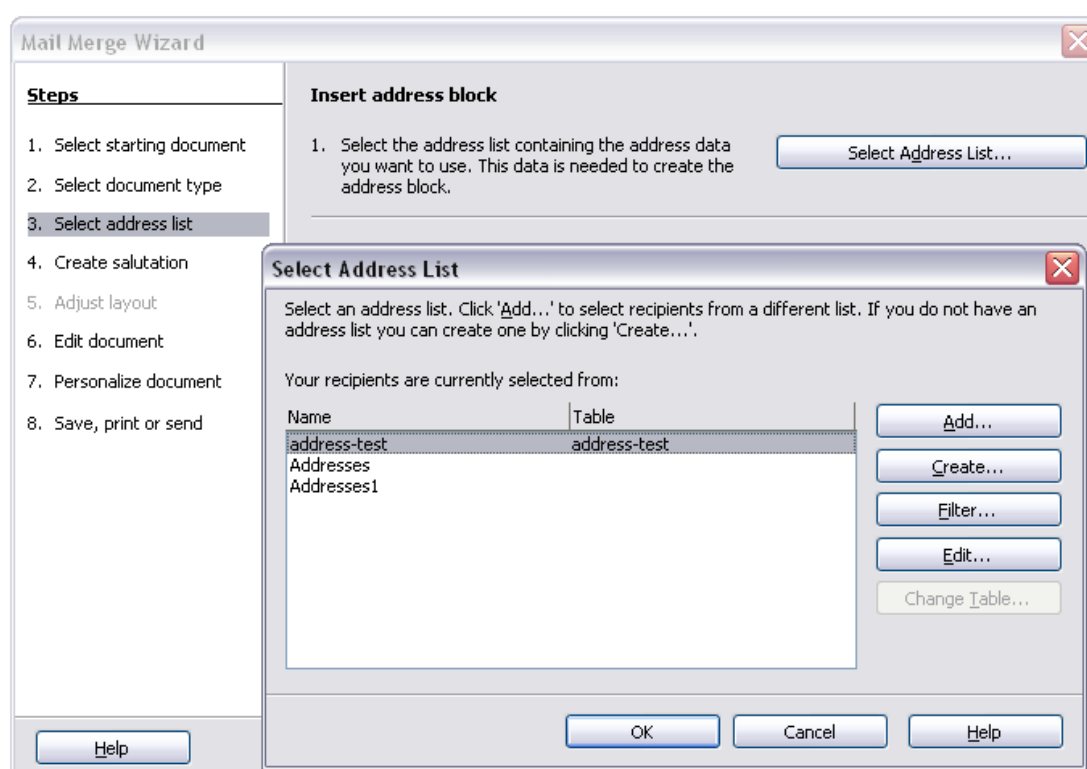 Mail Merge Wizard
Steps
1. Select starting document
2. Select document type
3. Select address list
4. Create salutation
5. Adjust layout
6. Edit document
7. Personalize document
8. Save, print or send
Help
Insert address block
1. Select the address list containing the address data
you want to use. This data is needed to create the
address block.
Select Address List...
Select Address List
Select an address list. Click 'Add...' to select recipients from a different list. If you do not have an
address list you can create one by clicking 'Create...'.
Your recipients are currently selected from:
Name Table
address-test address-test
Addresses
Addresses1
Add...
Create...
Filter...
Edit...
Change Table...
OK Cancel Help